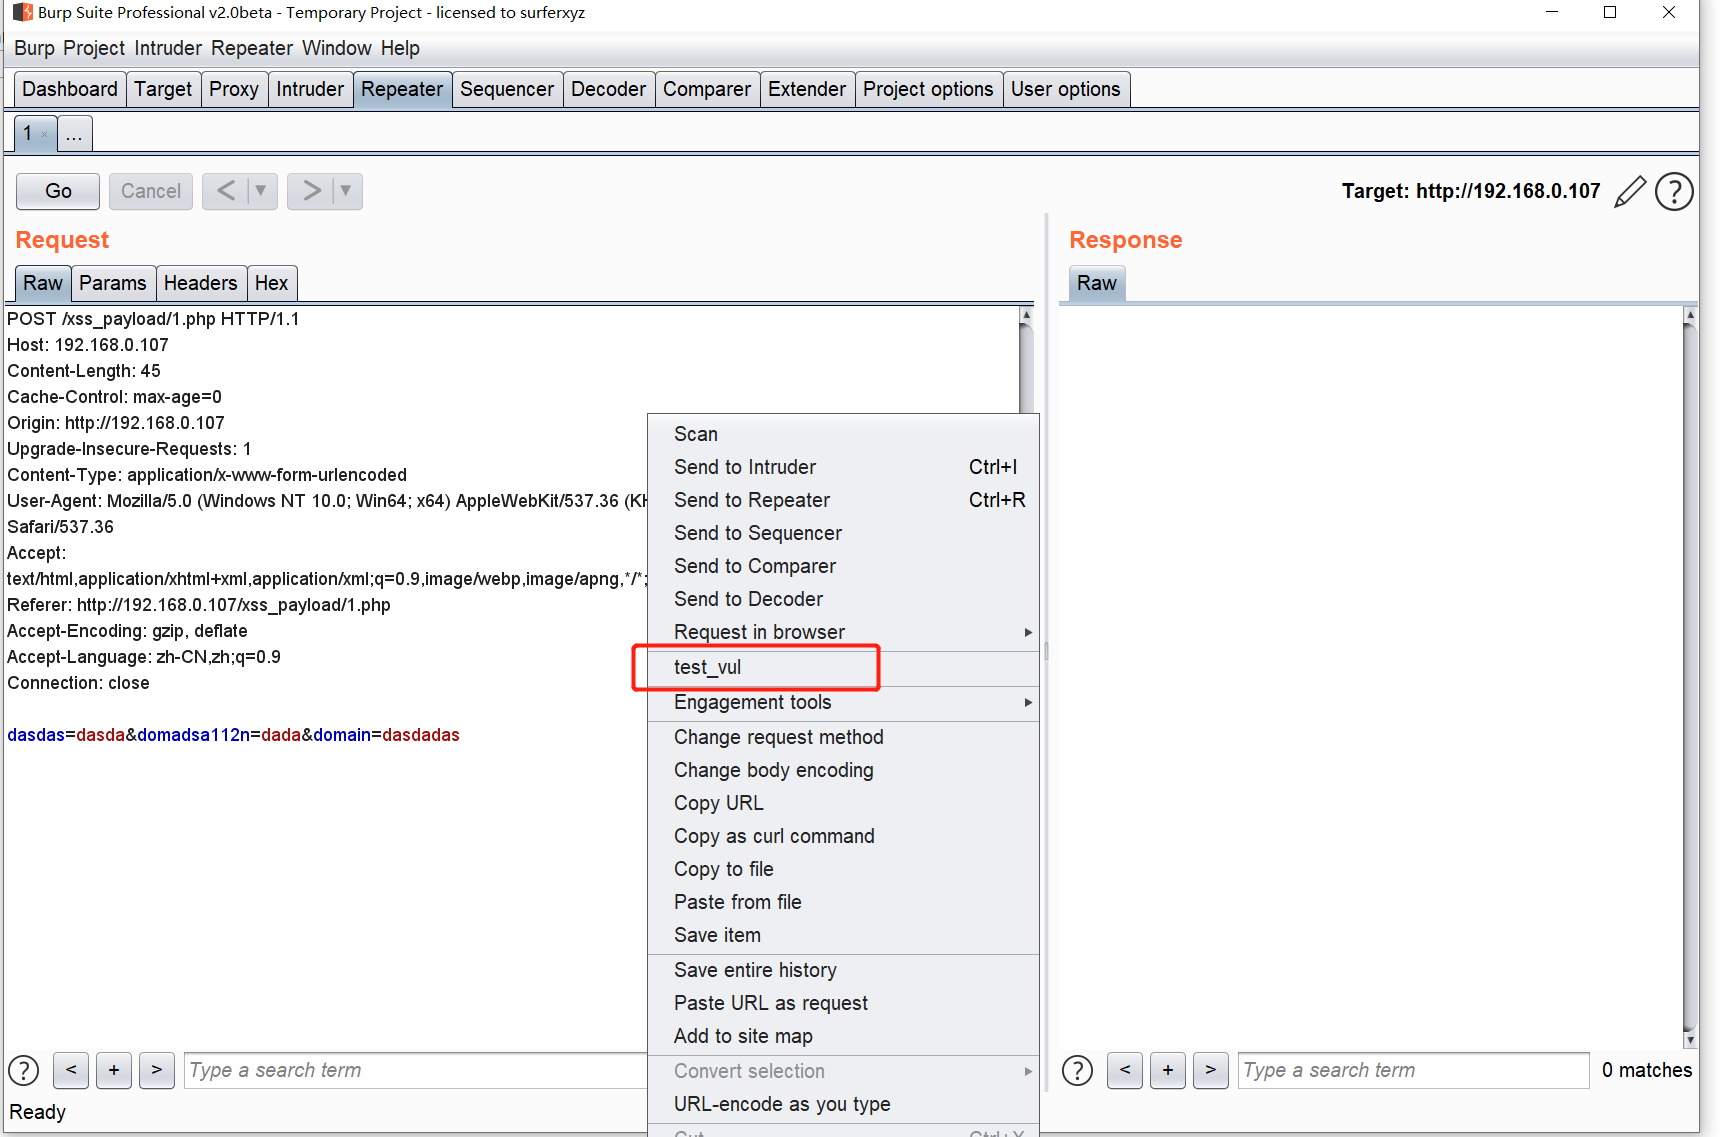 Burp Suite Professional v2.0beta - Temporary Project - licensed to surferxyz
Burp Project Intruder Repeater Window Help
Dashboard Target Proxy Intruder Repeater Sequencer Decoder Comparer Extender Project options User options
1 × ...
Go Cancel < ▼ > ▼ Target: http://192.168.0.107 ?
Request
Raw Params Headers Hex
POST /xss_payload/1.php HTTP/1.1
Host: 192.168.0.107
Content-Length: 45
Cache-Control: max-age=0
Origin: http://192.168.0.107
Upgrade-Insecure-Requests: 1
Content-Type: application/x-www-form-urlencoded
User-Agent: Mozilla/5.0 (Windows NT 10.0; Win64; x64) AppleWebKit/537.36 (KH
Safari/537.36
Accept:
text/html,application/xhtml+xml,application/xml;q=0.9,image/webp,image/apng,*/*;
Referer: http://192.168.0.107/xss_payload/1.php
Accept-Encoding: gzip, deflate
Accept-Language: zh-CN,zh;q=0.9
Connection: close
dasdas=dasda&domadsa112n=dada&domain=dasdadas
Scan
Send to Intruder Ctrl+I
Send to Repeater Ctrl+R
Send to Sequencer
Send to Comparer
Send to Decoder
Request in browser
test_vul
Engagement tools
Change request method
Change body encoding
Copy URL
Copy as curl command
Copy to file
Paste from file
Save item
Save entire history
Paste URL as request
Add to site map
Convert selection
URL-encode as you type
Cut Ctrl+X
? < + > Type a search term
Ready
Response
Raw
? < + > Type a search term 0 matches